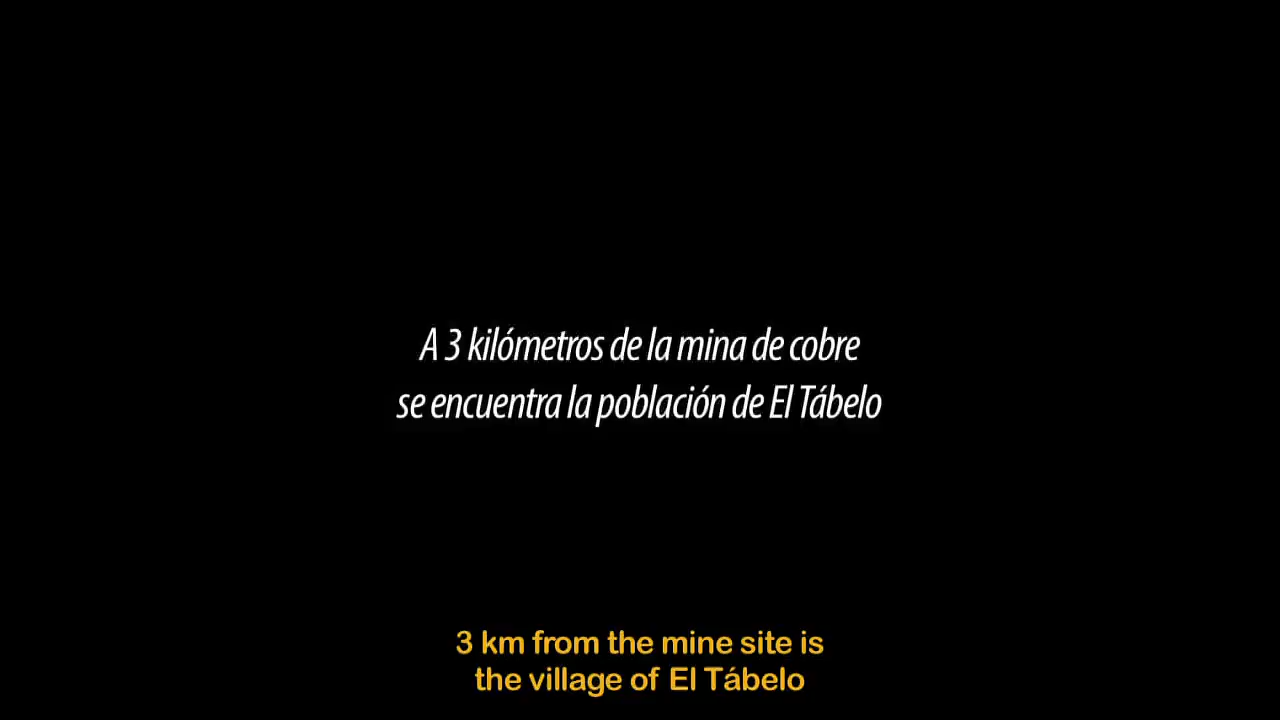 A 3 kilómetros de la mina de cobre
se encuentra la población de El Tábelo
3 km from the mine site is
the village of El Tábelo